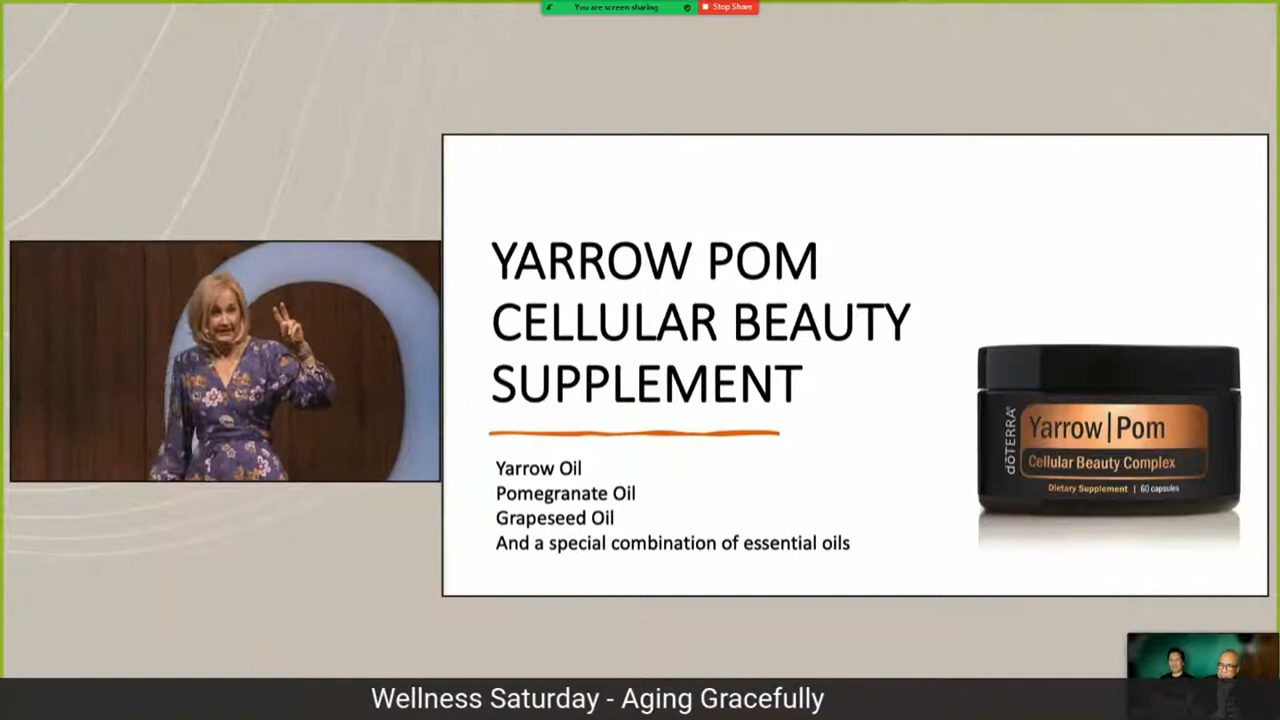 You are screen sharing
Stop Share
YARROW POM
CELLULAR BEAUTY
SUPPLEMENT
Yarrow Oil
Pomegranate Oil
Grapeseed Oil
And a special combination of essential oils
dōTERRA®
Yarrow|Pom
Cellular Beauty Complex
Dietary Supplement | 60 capsules
Wellness Saturday - Aging Gracefully